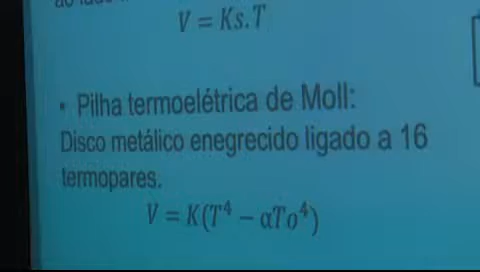 V = Ks.T
• Pilha termoelétrica de Moll:
Disco metálico enegrecido ligado a 16
termopares.
V = K(T⁴ − αTo⁴)